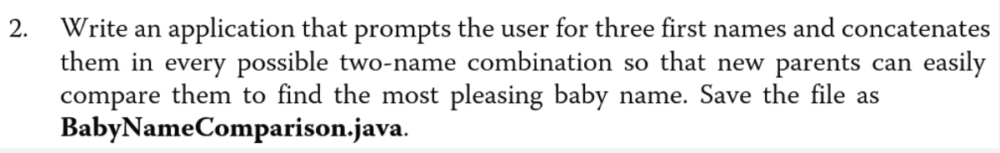 2. Write an application that prompts the user for three first names and concatenates
them in every possible two-name combination so that new parents can easily
compare them to find the most pleasing baby name. Save the file as
BabyNameComparison.java.